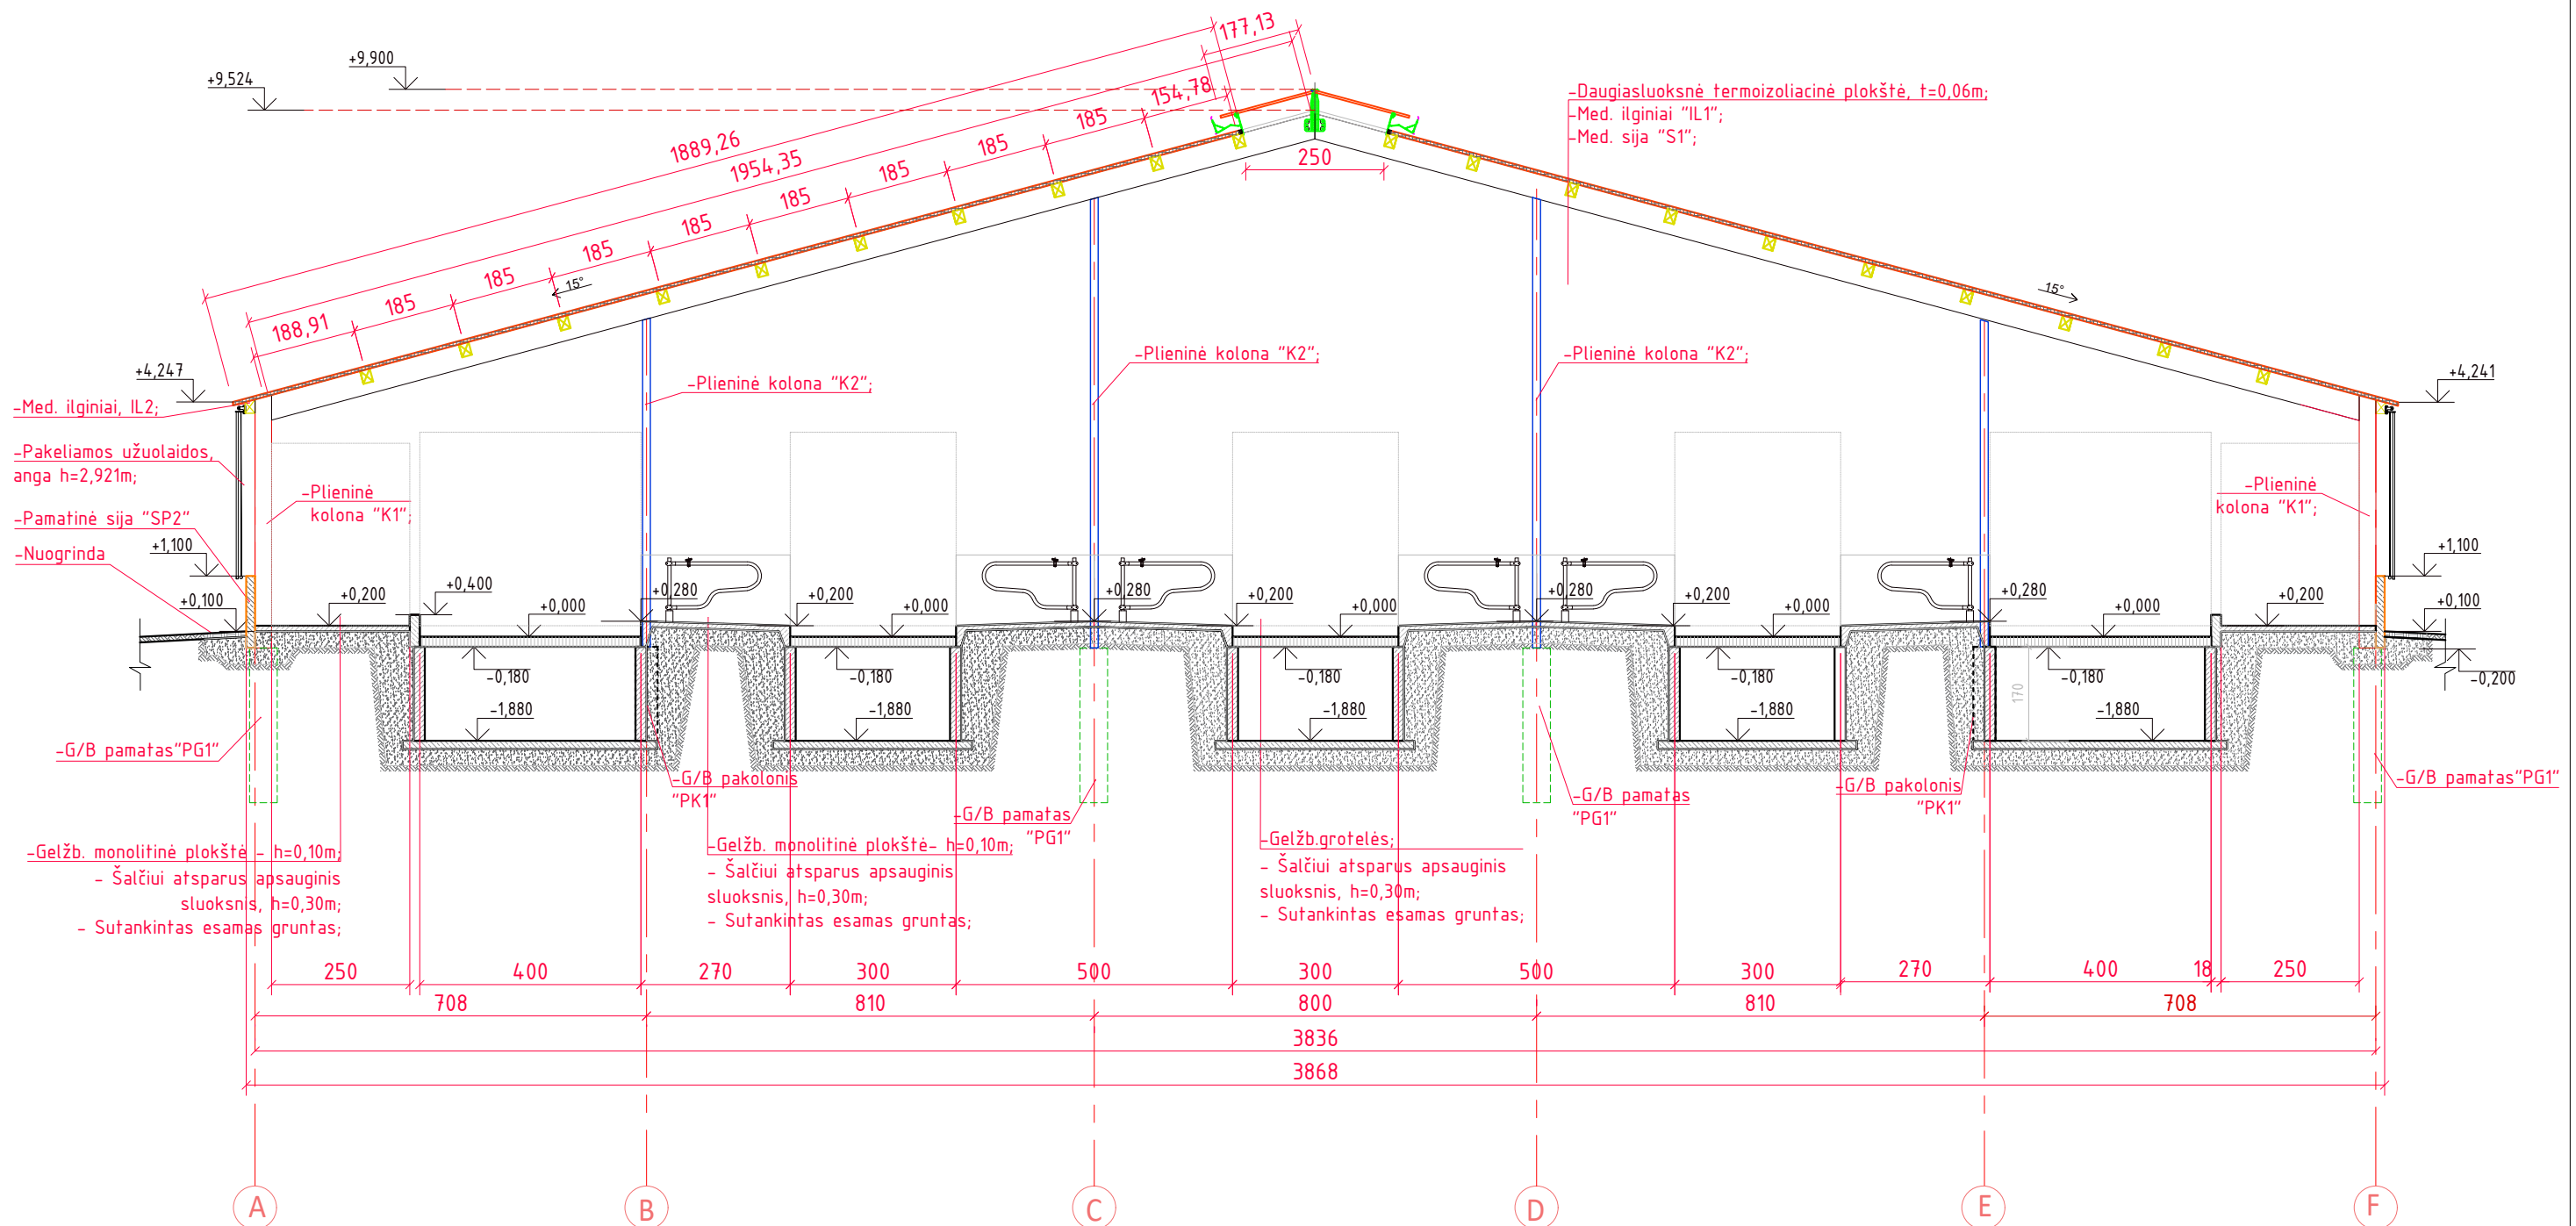 177,13
+9,900
+9,524
154,78
1889,26
1954,35
185
185
185
185
185
185
185
185
188,91
15°
250
-Daugiasluoksnė termoizoliacinė plokštė, t=0,06m;
-Med. ilginiai "IL1";
-Med. sija "S1";
15°
+4,247
+4,241
-Med. ilginiai, IL2;
-Plieninė kolona "K2";
-Plieninė kolona "K2";
-Plieninė kolona "K2";
-Pakeliamos užuolaidos,
anga h=2,921m;
-Plieninė
kolona "K1";
-Plieninė
kolona "K1";
-Pamatinė sija "SP2"
-Nuogrinda
+1,100
+1,100
+0,100
+0,200
+0,400
+0,000
+0,280
+0,200
+0,000
+0,280
+0,200
+0,000
+0,280
+0,200
+0,000
+0,280
+0,000
+0,200
+0,100
-0,180
-0,180
-0,180
-0,180
-0,180
-0,200
-1,880
-1,880
-1,880
-1,880
170
-1,880
-G/B pamatas"PG1"
-G/B pakolonis
"PK1"
-G/B pamatas
"PG1"
-G/B pamatas
"PG1"
-G/B pakolonis
"PK1"
-G/B pamatas"PG1"
-Gelžb. monolitinė plokštė - h=0,10m;
- Šalčiui atsparus apsauginis
sluoksnis, h=0,30m;
- Sutankintas esamas gruntas;
-Gelžb. monolitinė plokštė- h=0,10m;
- Šalčiui atsparus apsauginis
sluoksnis, h=0,30m;
- Sutankintas esamas gruntas;
-Gelžb.grotelės;
- Šalčiui atsparus apsauginis
sluoksnis, h=0,30m;
- Sutankintas esamas gruntas;
250
400
270
300
500
300
500
300
270
400
18
250
708
810
800
810
708
3836
3868
A
B
C
D
E
F